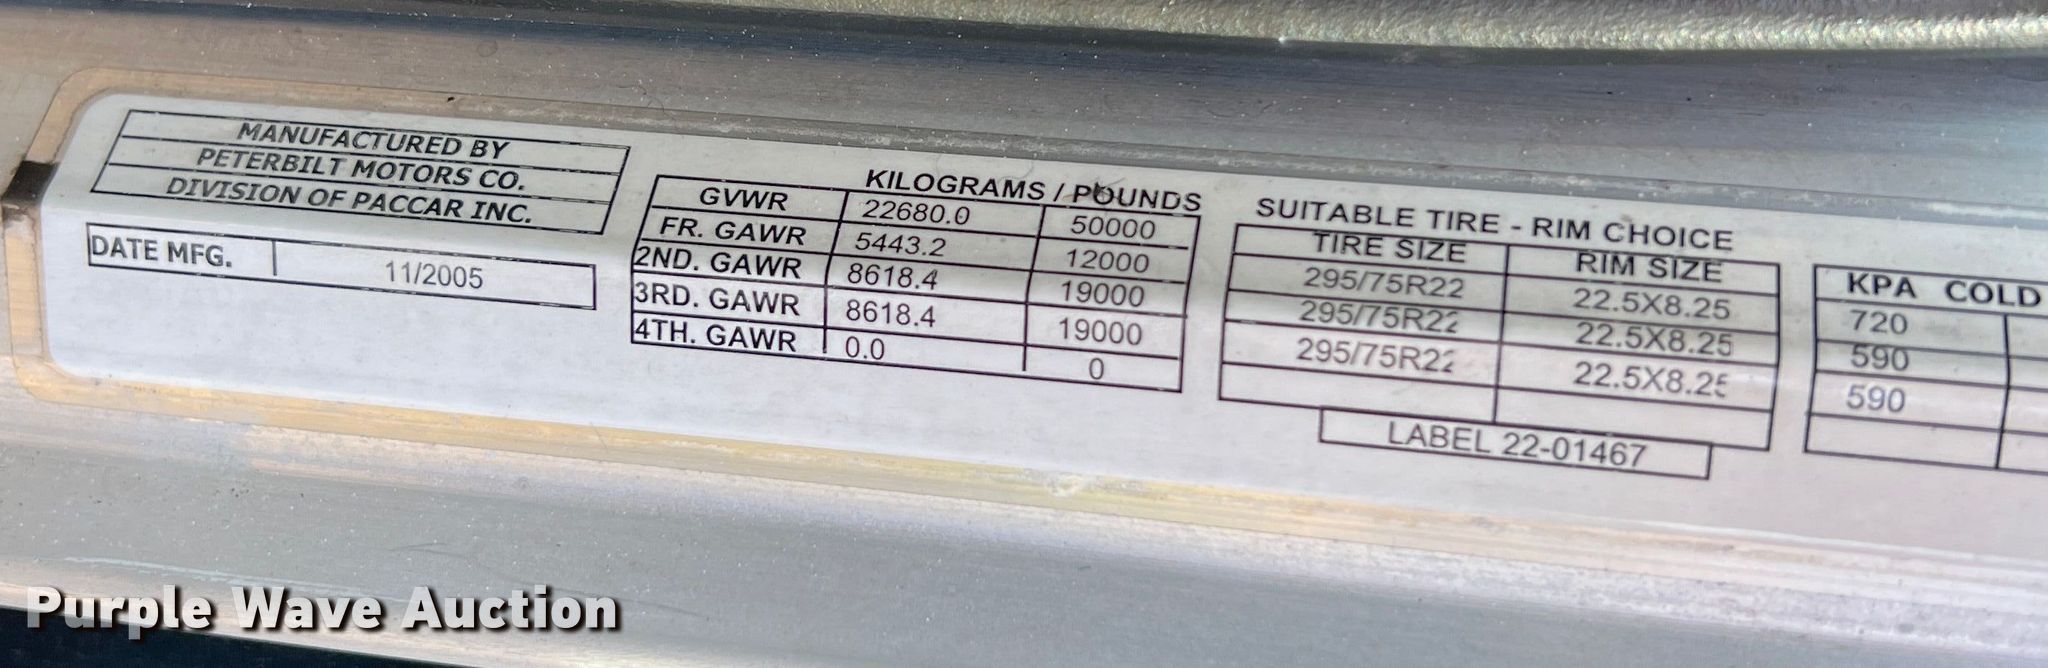 MANUFACTURED BY
PETERBILT MOTORS CO.
DIVISION OF PACCAR INC.
DATE MFG. 11/2005
KILOGRAMS / POUNDS
GVWR 22680.0 50000
FR. GAWR 5443.2 12000
2ND. GAWR 8618.4 19000
3RD. GAWR 8618.4 19000
4TH. GAWR 0.0 0
SUITABLE TIRE - RIM CHOICE
TIRE SIZE RIM SIZE
295/75R22 22.5X8.25
295/75R22 22.5X8.25
295/75R22 22.5X8.25
LABEL 22-01467
KPA COLD
720
590
590
Purple Wave Auction